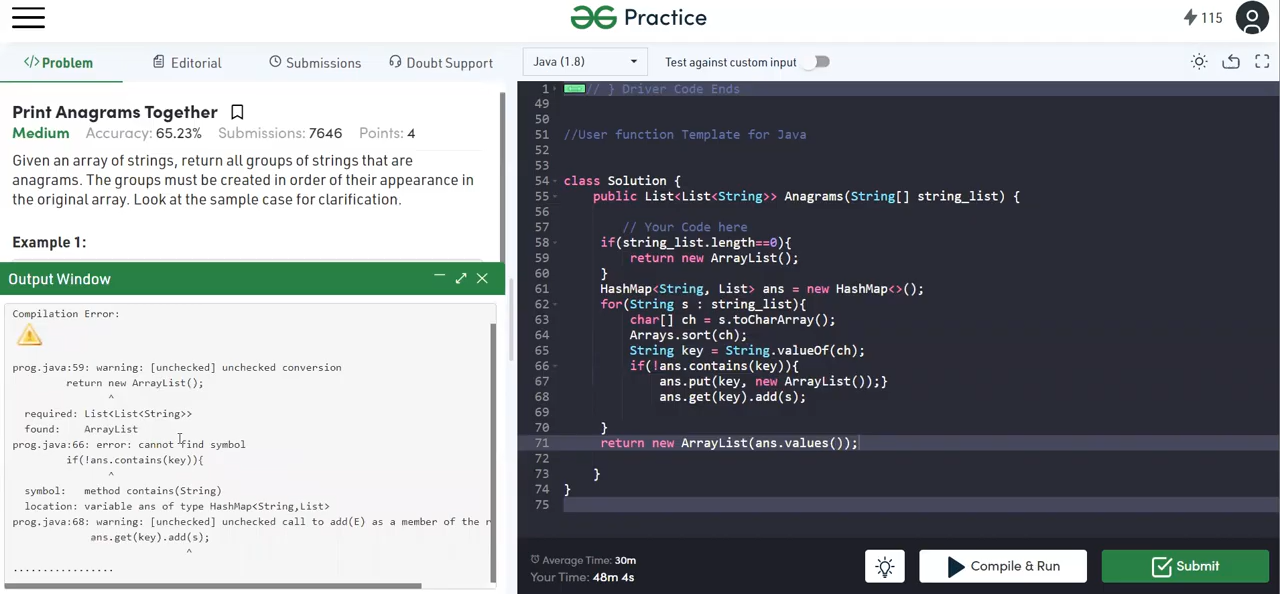 Practice
115
</> Problem
Editorial
Submissions
Doubt Support
Java (1.8)
Test against custom input
Print Anagrams Together
Medium Accuracy: 65.23% Submissions: 7646 Points: 4
Given an array of strings, return all groups of strings that are
anagrams. The groups must be created in order of their appearance in
the original array. Look at the sample case for clarification.
Example 1:
Output Window
Compilation Error:
prog.java:59: warning: [unchecked] unchecked conversion
return new ArrayList();
^
required: List<List<String>>
found: ArrayList
prog.java:66: error: cannot find symbol
if(!ans.contains(key)){
^
symbol: method contains(String)
location: variable ans of type HashMap<String,List>
prog.java:68: warning: [unchecked] unchecked call to add(E) as a member of the r
ans.get(key).add(s);
^
................
1 // } Driver Code Ends
49
50
51 //User function Template for Java
52
53
54 class Solution {
55 public List<List<String>> Anagrams(String[] string_list) {
56
57 // Your Code here
58 if(string_list.length==0){
59 return new ArrayList();
60 }
61 HashMap<String, List> ans = new HashMap<>();
62 for(String s : string_list){
63 char[] ch = s.toCharArray();
64 Arrays.sort(ch);
65 String key = String.valueOf(ch);
66 if(!ans.contains(key)){
67 ans.put(key, new ArrayList());}
68 ans.get(key).add(s);
69
70 }
71 return new ArrayList(ans.values());
72
73 }
74 }
75
Average Time: 30m
Your Time: 48m 4s
Compile & Run
Submit